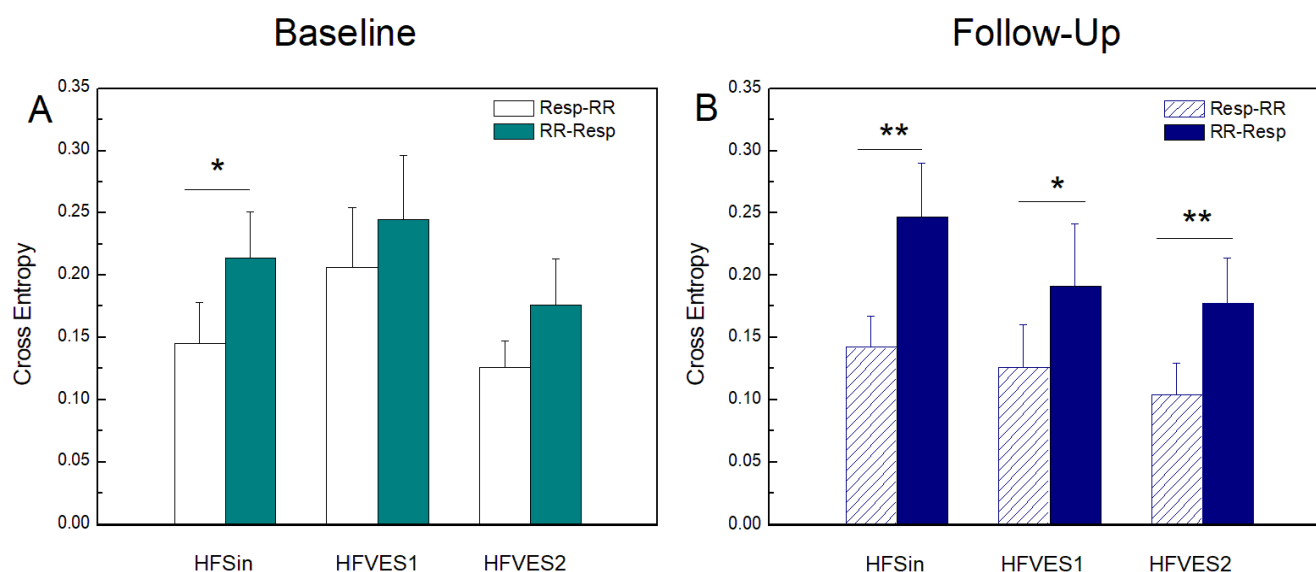 Baseline
Follow-Up
A
Cross Entropy
0.35
0.30
0.25
0.20
0.15
0.10
0.05
0.00
Resp-RR
RR-Resp
*
HFSin
HFVES1
HFVES2
B
Cross Entropy
0.35
0.30
0.25
0.20
0.15
0.10
0.05
0.00
Resp-RR
RR-Resp
**
*
**
HFSin
HFVES1
HFVES2